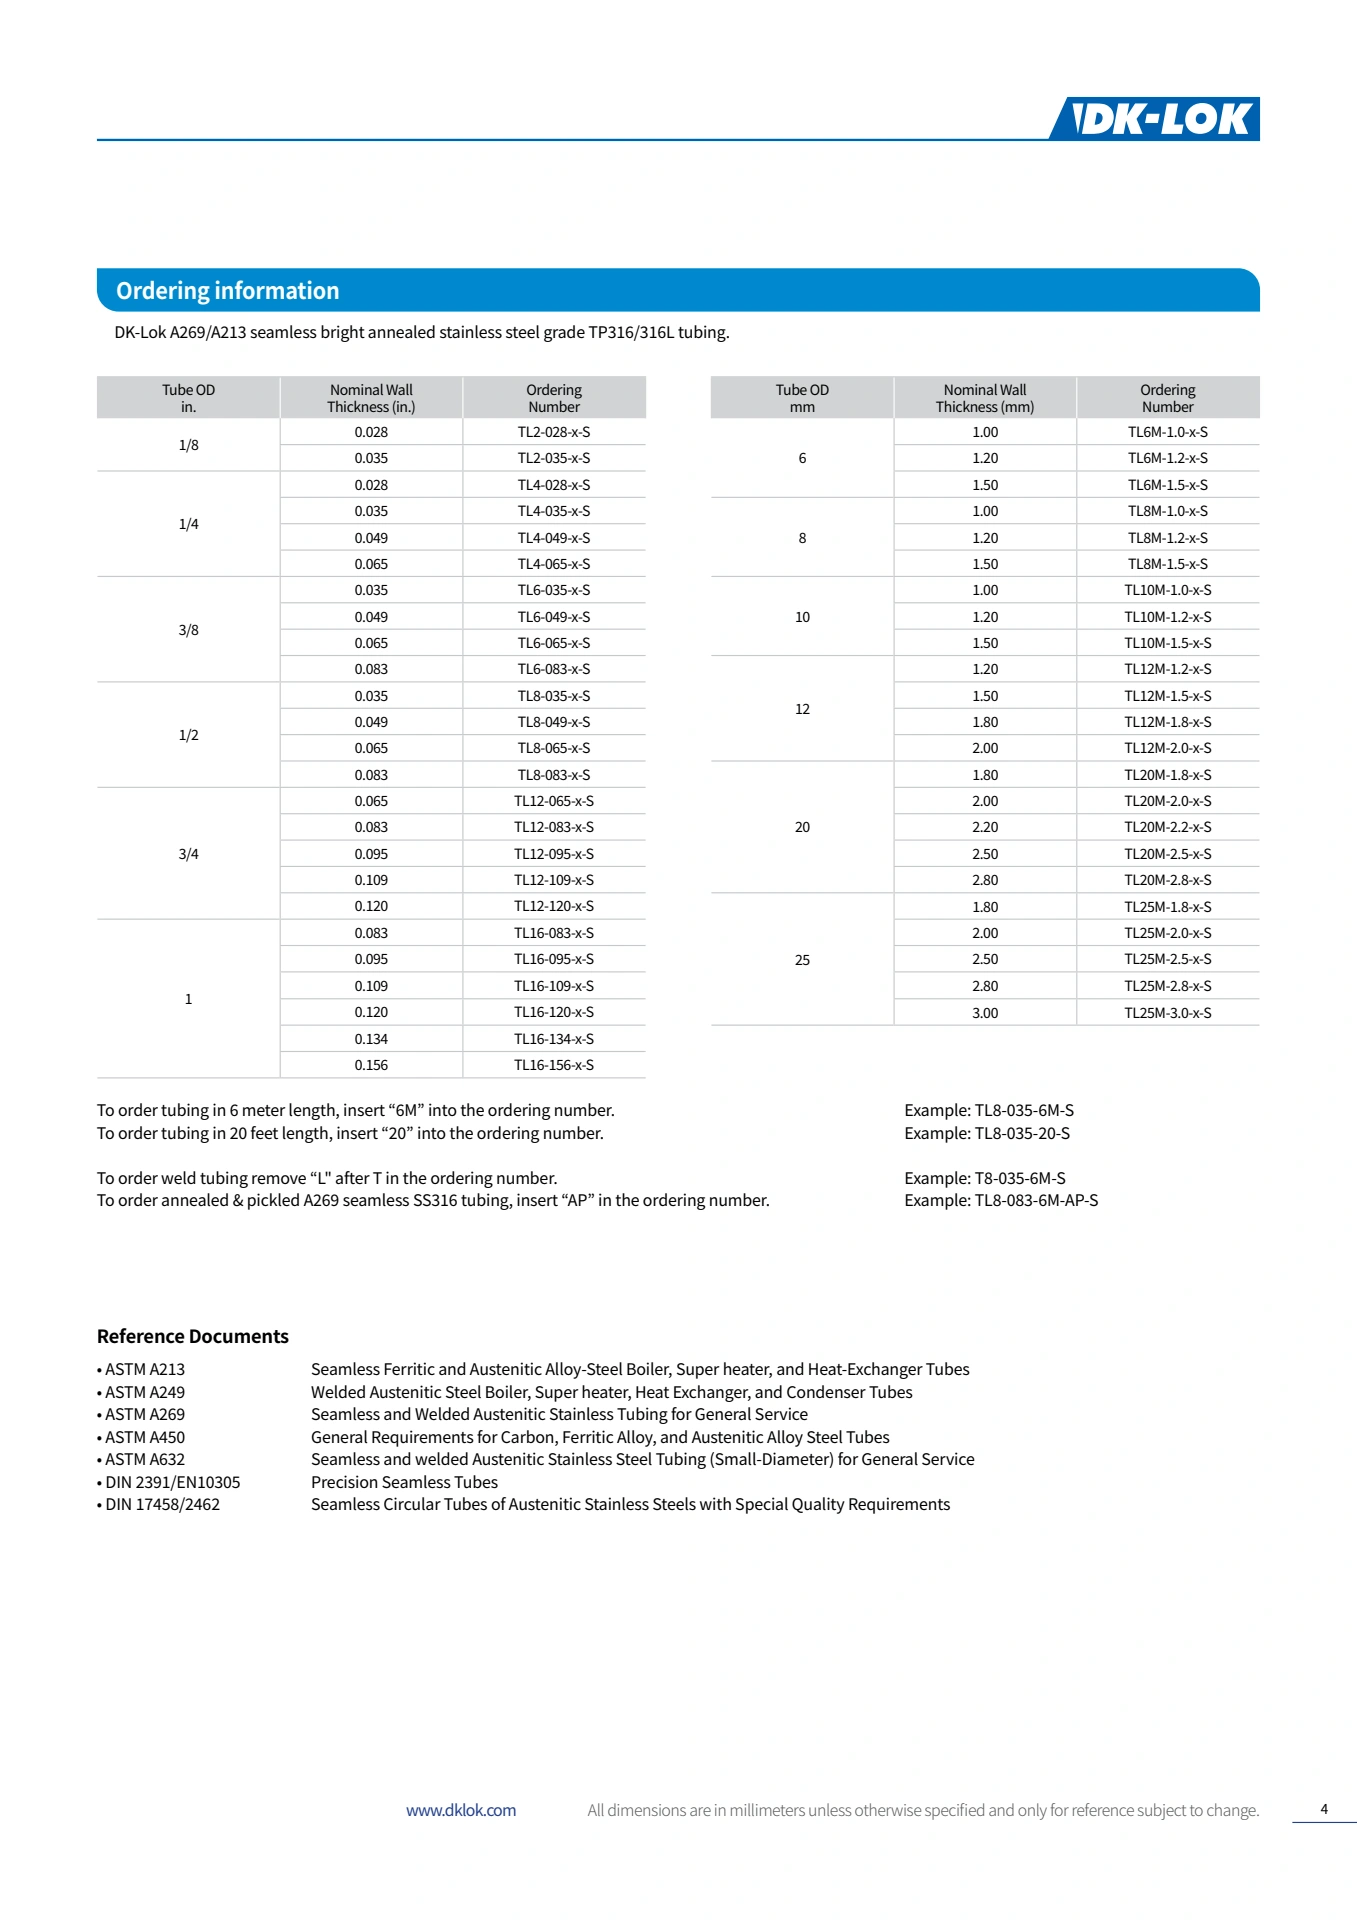 DK-LOK
Ordering information
DK-Lok A269/A213 seamless bright annealed stainless steel grade TP316/316L tubing.
Tube OD in. Nominal Wall Thickness (in.) Ordering Number
1/8 0.028 TL2-028-x-S
0.035 TL2-035-x-S
1/4 0.028 TL4-028-x-S
0.035 TL4-035-x-S
0.049 TL4-049-x-S
0.065 TL4-065-x-S
3/8 0.035 TL6-035-x-S
0.049 TL6-049-x-S
0.065 TL6-065-x-S
0.083 TL6-083-x-S
1/2 0.035 TL8-035-x-S
0.049 TL8-049-x-S
0.065 TL8-065-x-S
0.083 TL8-083-x-S
3/4 0.065 TL12-065-x-S
0.083 TL12-083-x-S
0.095 TL12-095-x-S
0.109 TL12-109-x-S
0.120 TL12-120-x-S
1 0.083 TL16-083-x-S
0.095 TL16-095-x-S
0.109 TL16-109-x-S
0.120 TL16-120-x-S
0.134 TL16-134-x-S
0.156 TL16-156-x-S
Tube OD mm Nominal Wall Thickness (mm) Ordering Number
6 1.00 TL6M-1.0-x-S
1.20 TL6M-1.2-x-S
1.50 TL6M-1.5-x-S
8 1.00 TL8M-1.0-x-S
1.20 TL8M-1.2-x-S
1.50 TL8M-1.5-x-S
10 1.00 TL10M-1.0-x-S
1.20 TL10M-1.2-x-S
1.50 TL10M-1.5-x-S
12 1.20 TL12M-1.2-x-S
1.50 TL12M-1.5-x-S
1.80 TL12M-1.8-x-S
2.00 TL12M-2.0-x-S
20 1.80 TL20M-1.8-x-S
2.00 TL20M-2.0-x-S
2.20 TL20M-2.2-x-S
2.50 TL20M-2.5-x-S
2.80 TL20M-2.8-x-S
25 1.80 TL25M-1.8-x-S
2.00 TL25M-2.0-x-S
2.50 TL25M-2.5-x-S
2.80 TL25M-2.8-x-S
3.00 TL25M-3.0-x-S
To order tubing in 6 meter length, insert “6M” into the ordering number. Example: TL8-035-6M-S
To order tubing in 20 feet length, insert “20” into the ordering number. Example: TL8-035-20-S
To order weld tubing remove “L" after T in the ordering number. Example: T8-035-6M-S
To order annealed & pickled A269 seamless SS316 tubing, insert “AP” in the ordering number. Example: TL8-083-6M-AP-S
Reference Documents
• ASTM A213 Seamless Ferritic and Austenitic Alloy-Steel Boiler, Super heater, and Heat-Exchanger Tubes
• ASTM A249 Welded Austenitic Steel Boiler, Super heater, Heat Exchanger, and Condenser Tubes
• ASTM A269 Seamless and Welded Austenitic Stainless Tubing for General Service
• ASTM A450 General Requirements for Carbon, Ferritic Alloy, and Austenitic Alloy Steel Tubes
• ASTM A632 Seamless and welded Austenitic Stainless Steel Tubing (Small-Diameter) for General Service
• DIN 2391/EN10305 Precision Seamless Tubes
• DIN 17458/2462 Seamless Circular Tubes of Austenitic Stainless Steels with Special Quality Requirements
www.dklok.com All dimensions are in millimeters unless otherwise specified and only for reference subject to change. 4